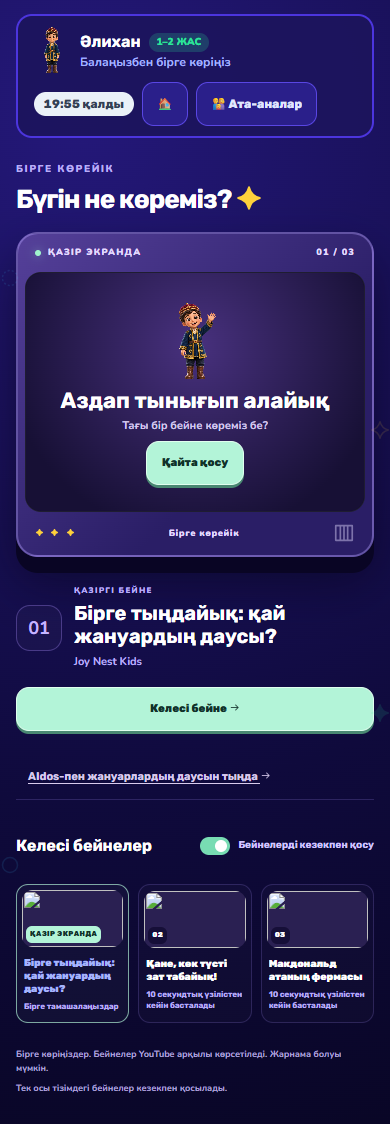 Әлихан
1–2 ЖАС
Балаңызбен бірге көріңіз
19:55 қалды
Ата-аналар
БІРГЕ КӨРЕЙІК
Бүгін не көреміз?
ҚАЗІР ЭКРАНДА
01 / 03
Аздап тынығып алайық
Тағы бір бейне көреміз бе?
Қайта қосу
Бірге көрейік
ҚАЗІРГІ БЕЙНЕ
01
Бірге тыңдайық: қай
жануардың даусы?
Joy Nest Kids
Келесі бейне →
Aldos-пен жануарлардың даусын тыңда →
Келесі бейнелер
Бейнелерді кезекпен қосу
ҚАЗІР ЭКРАНДА
Бірге тыңдайық:
қай жануардың
даусы?
Бірге тамашалаңыздар
02
Қане, көк түсті
зат табайық!
10 секундтық үзілістен
кейін басталады
03
Макдональд
атаның фермасы
10 секундтық үзілістен
кейін басталады
Бірге көріңіздер. Бейнелер YouTube арқылы көрсетіледі. Жарнама болуы
мүмкін.
Тек осы тізімдегі бейнелер кезекпен қосылады.